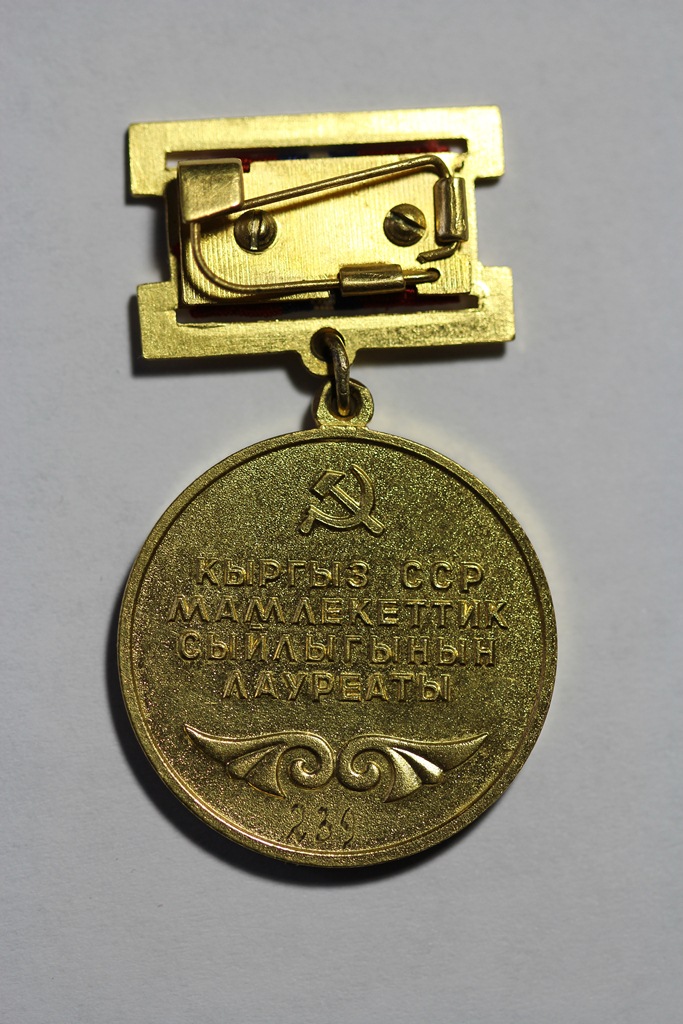 КЫРГЫЗ ССР
МАМЛЕКЕТТИК
СЫЙЛЫГЫНЫН
ЛАУРЕАТЫ
239